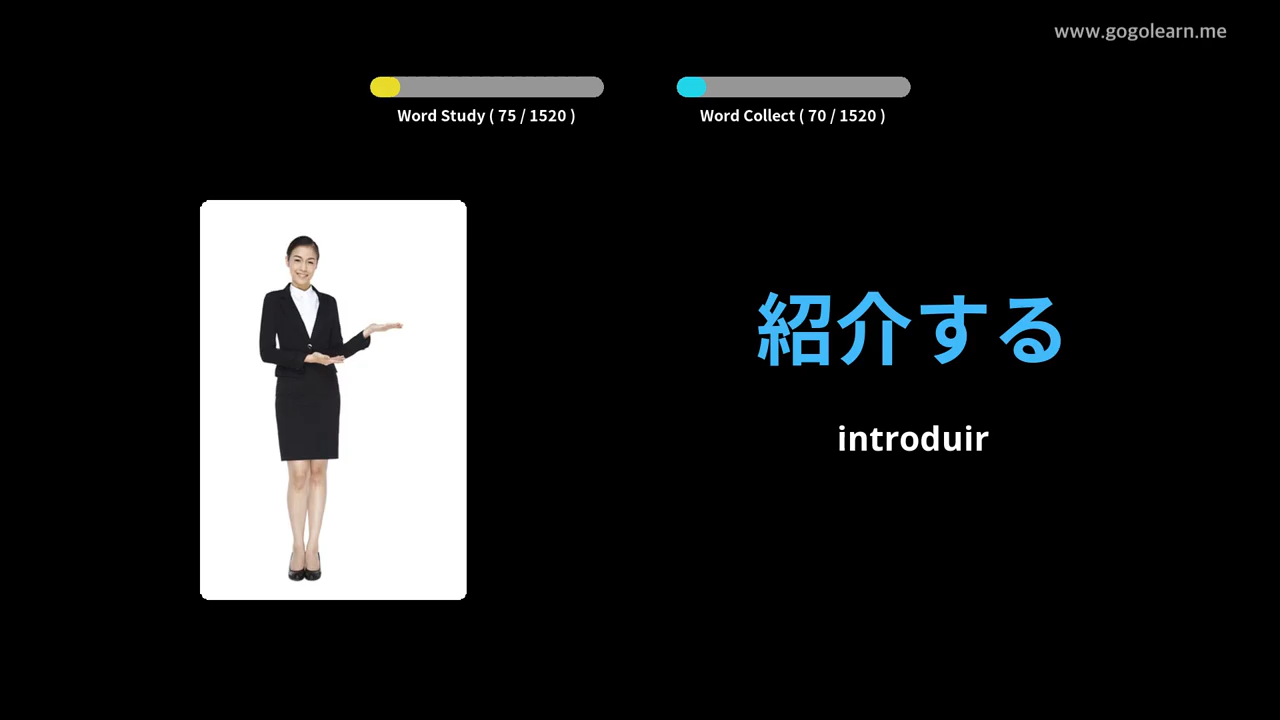 www.gogolearn.me
Word Study ( 75 / 1520 )
Word Collect ( 70 / 1520 )
紹介する
introduir